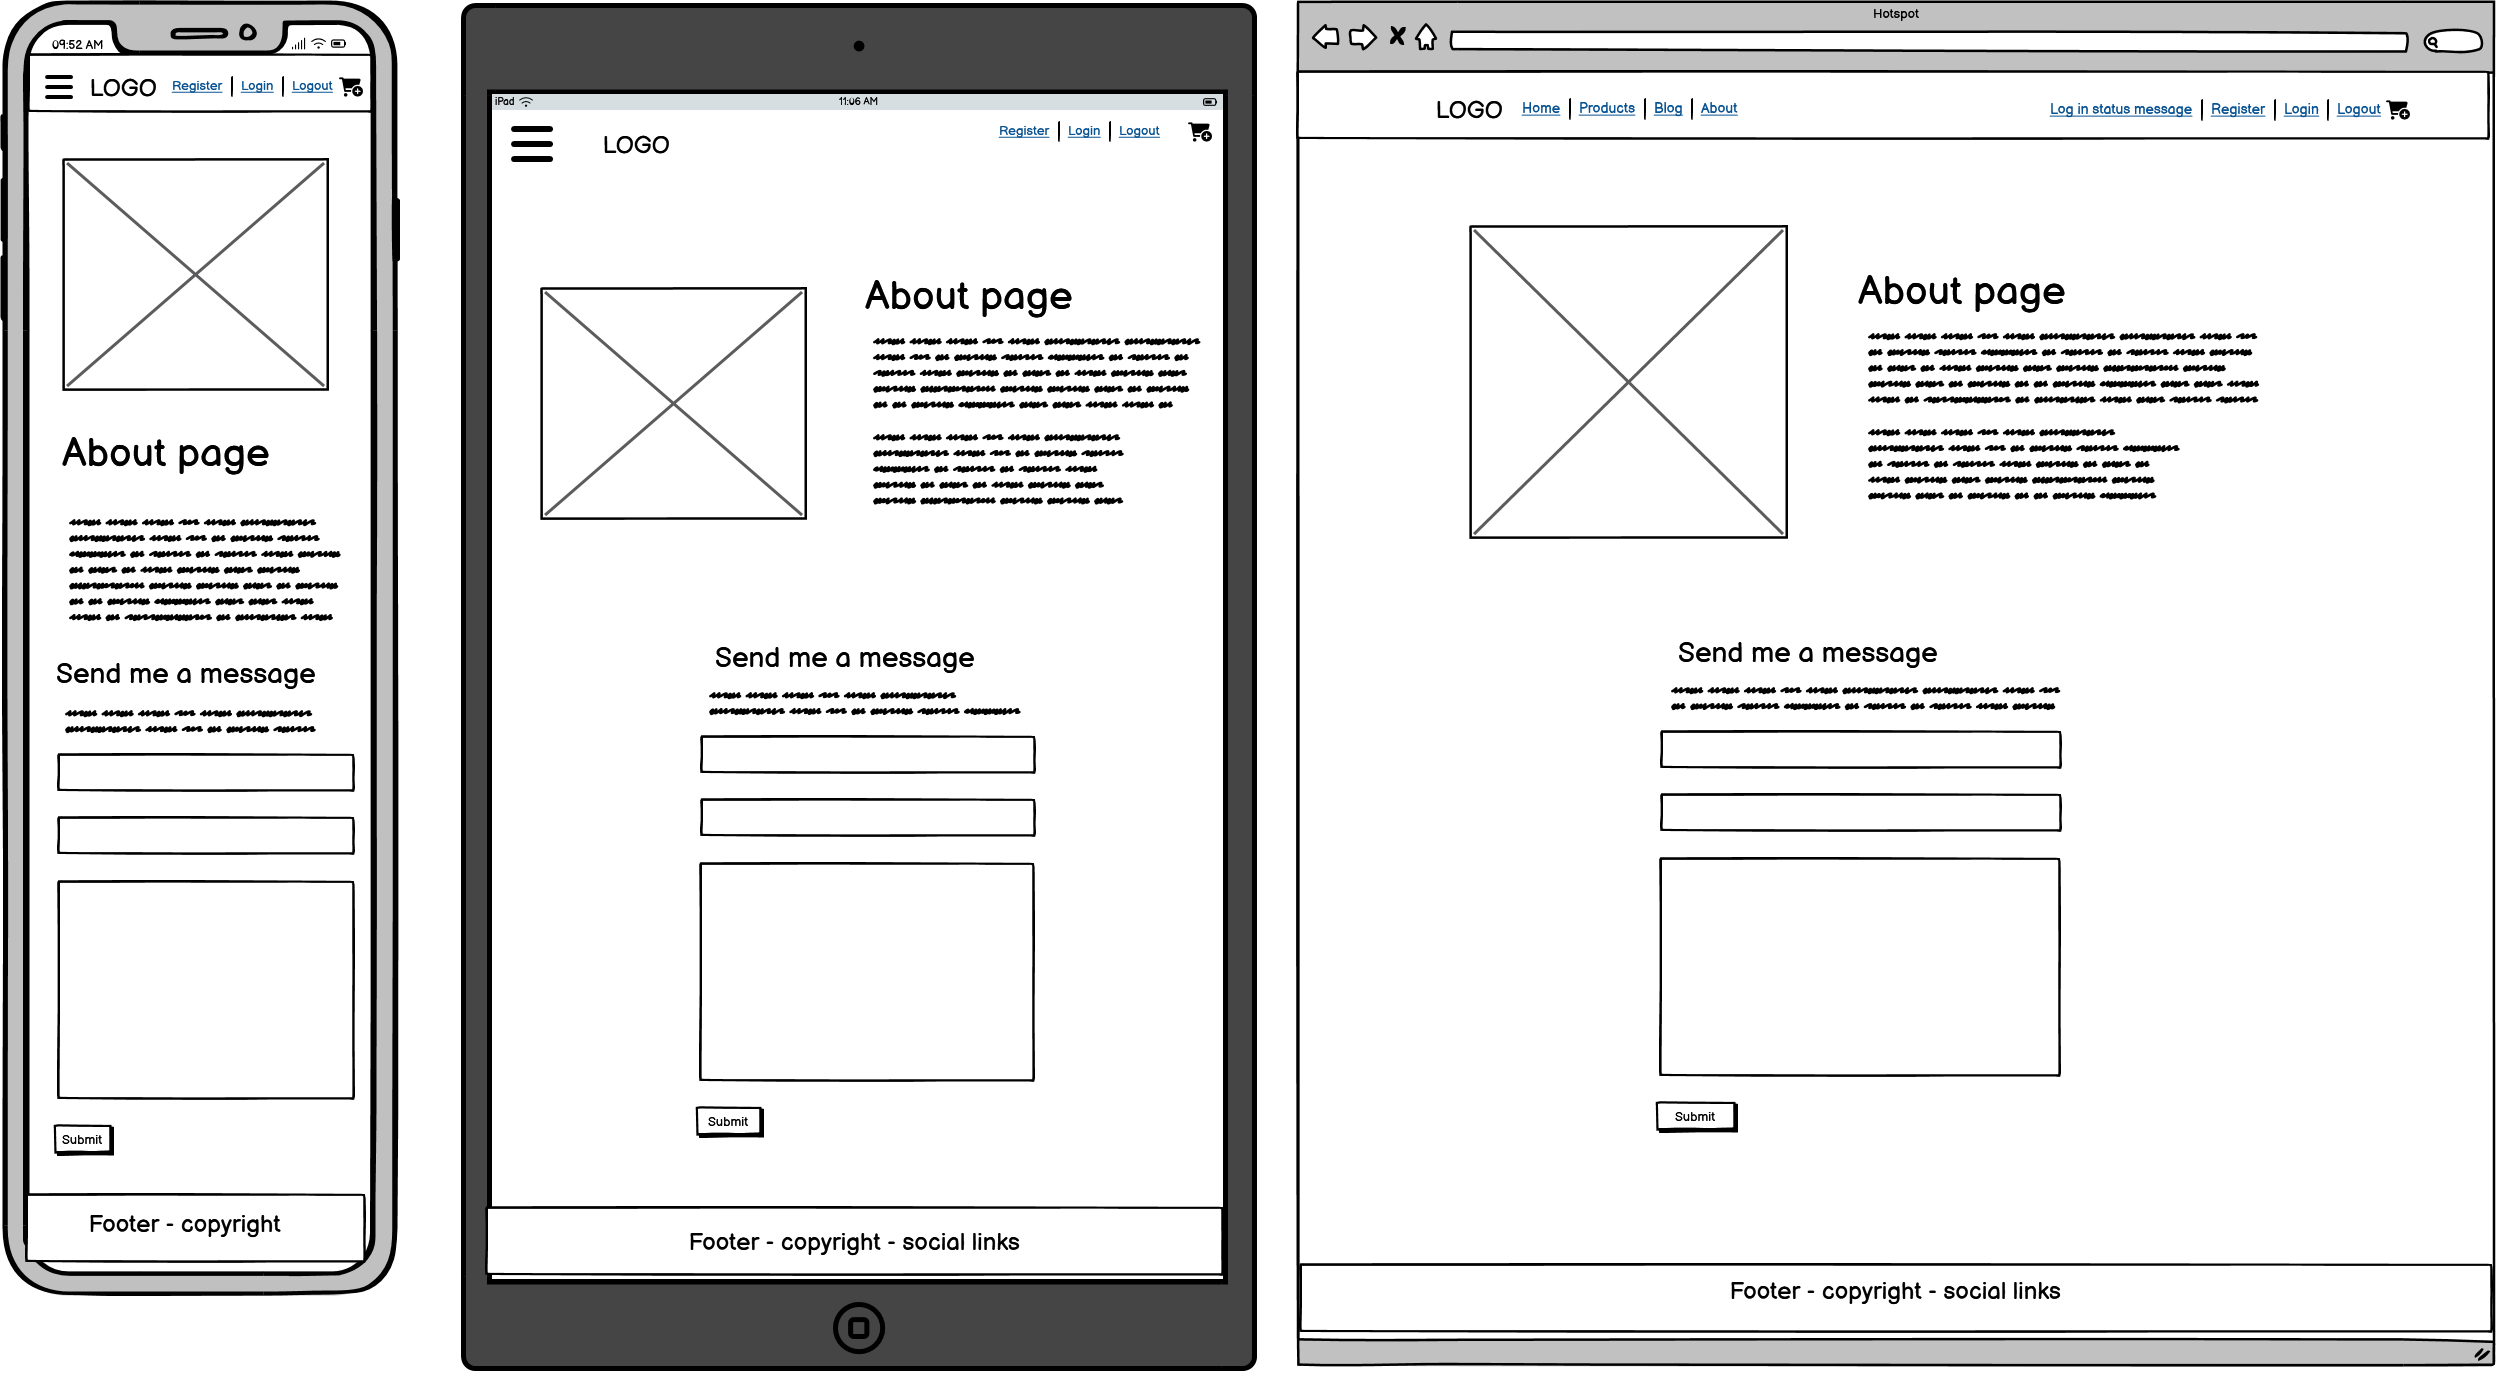 09:52 AM
LOGO Register Login Logout
About page
Send me a message
Submit
Footer - copyright
iPad 11:06 AM
LOGO Register Login Logout
About page
Send me a message
Submit
Footer - copyright - social links
Hotspot
LOGO Home Products Blog About Log in status message Register Login Logout
About page
Send me a message
Submit
Footer - copyright - social links